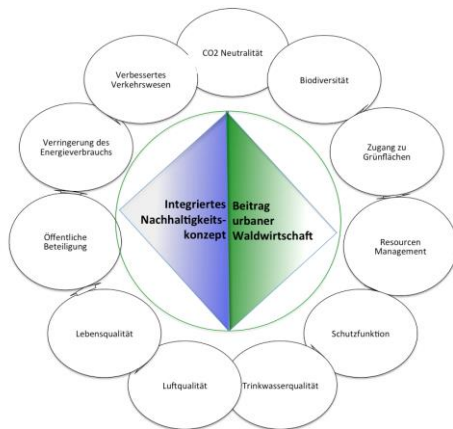 CO2 Neutralität
Biodiversität
Zugang zu
Grünflächen
Resourcen
Management
Schutzfunktion
Trinkwasserqualität
Luftqualität
Lebensqualität
Öffentliche
Beteiligung
Verringerung des
Energieverbrauchs
Verbessertes
Verkehrswesen
Integriertes
Nachhaltigkeits-
konzept
Beitrag
urbaner
Waldwirtschaft